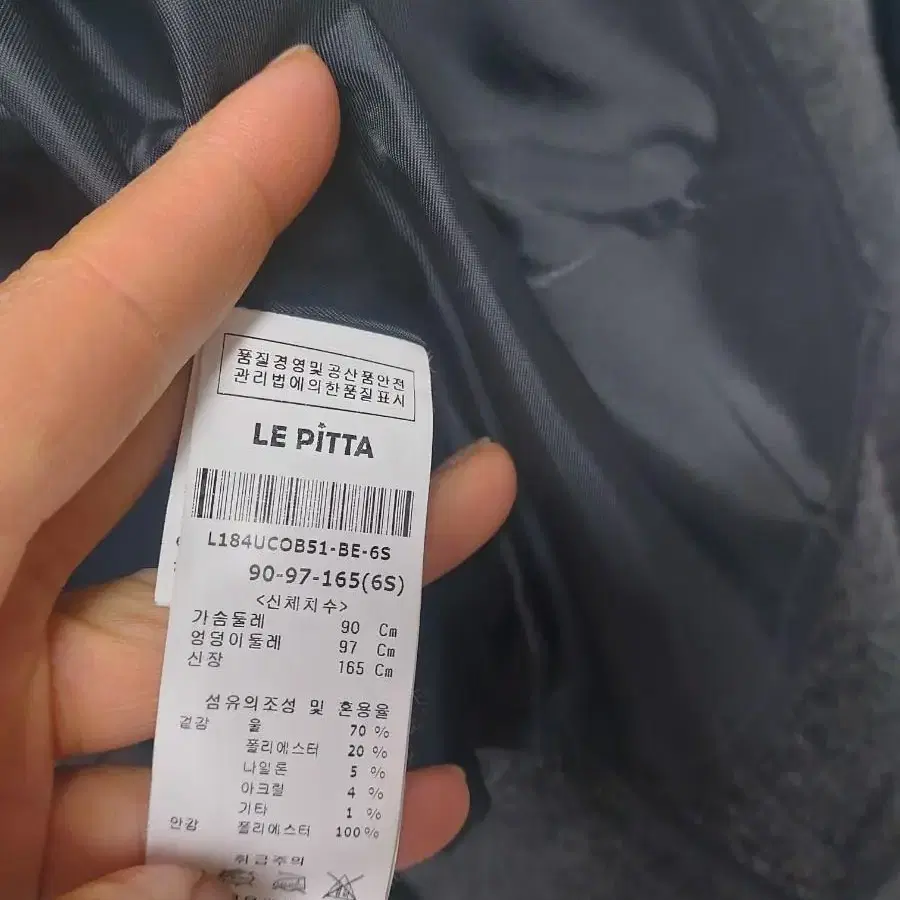 품질경영및공산품안전
관리법에의한품질표시
LE PITTA
L184UCOB51-BE-6S
90-97-165(6S)
<신체치수>
가슴둘레 90 Cm
엉덩이둘레 97 Cm
신장 165 Cm
섬유의조성 및 혼용율
겉감 울 70 %
폴리에스터 20 %
나일론 5 %
아크릴 4 %
기타 1 %
안감 폴리에스터 100%
취급주의